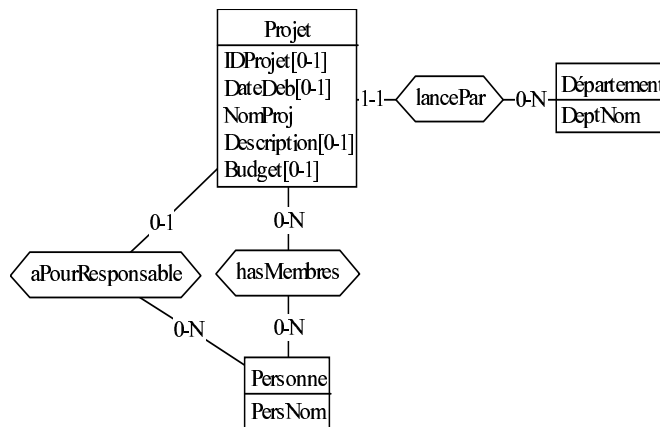 Projet
IDProjet[0-1]
DateDeb[0-1]
NomProj
Description[0-1]
Budget[0-1]
1-1
lancePar
0-N
Département
DeptNom
0-1
0-N
aPourResponsable
hasMembres
0-N
0-N
Personne
PersNom